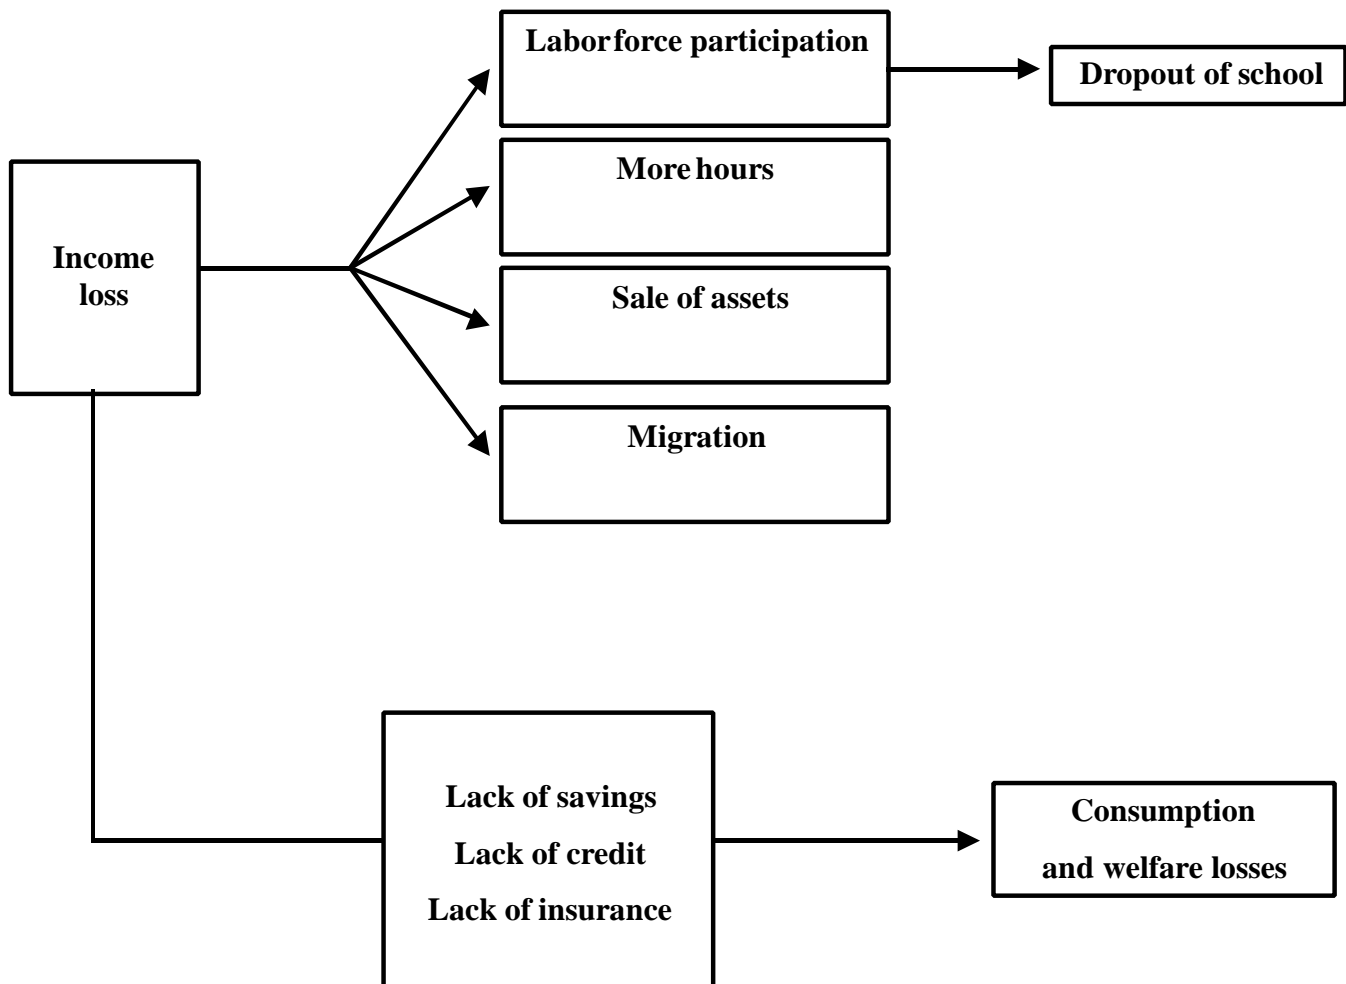 Labor force participation
Dropout of school
More hours
Income
loss
Sale of assets
Migration
Lack of savings
Lack of credit
Lack of insurance
Consumption
and welfare losses